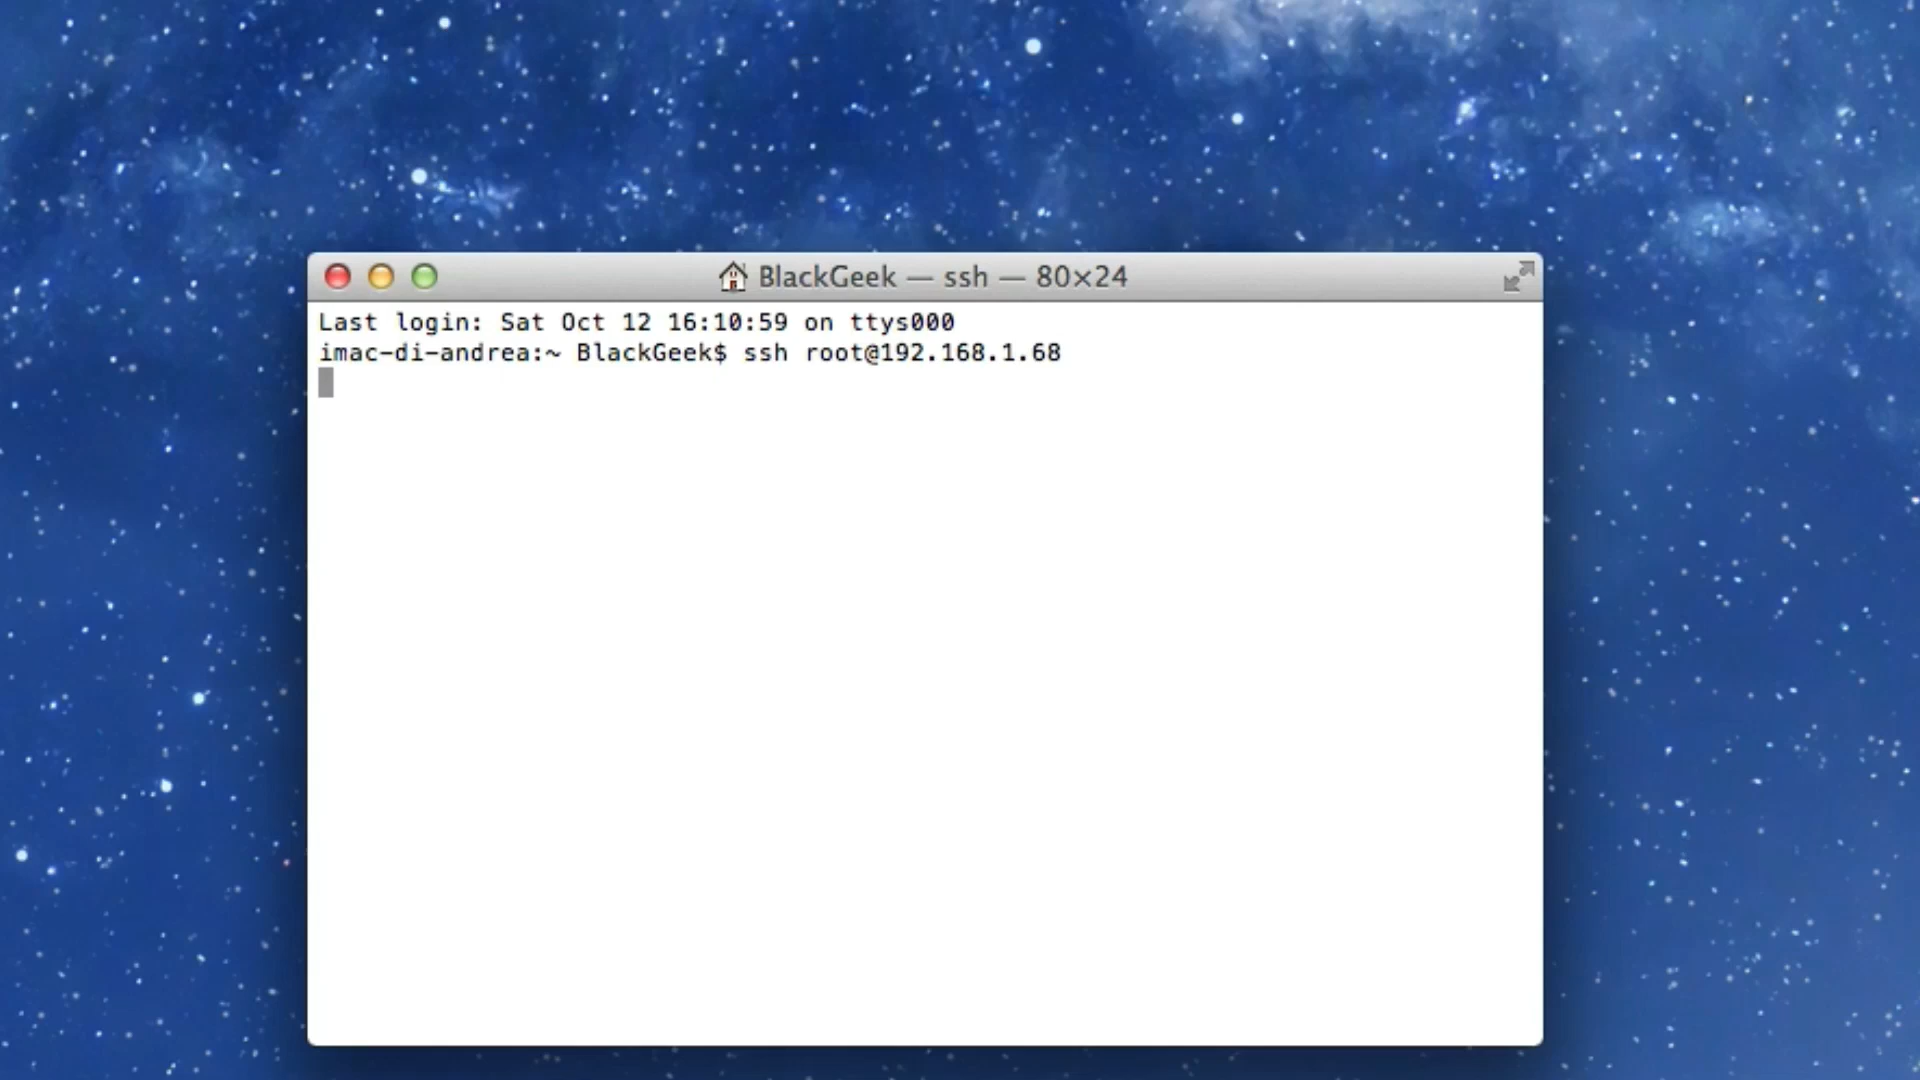 BlackGeek — ssh — 80×24
Last login: Sat Oct 12 16:10:59 on ttys000
imac-di-andrea:~ BlackGeek$ ssh root@192.168.1.68